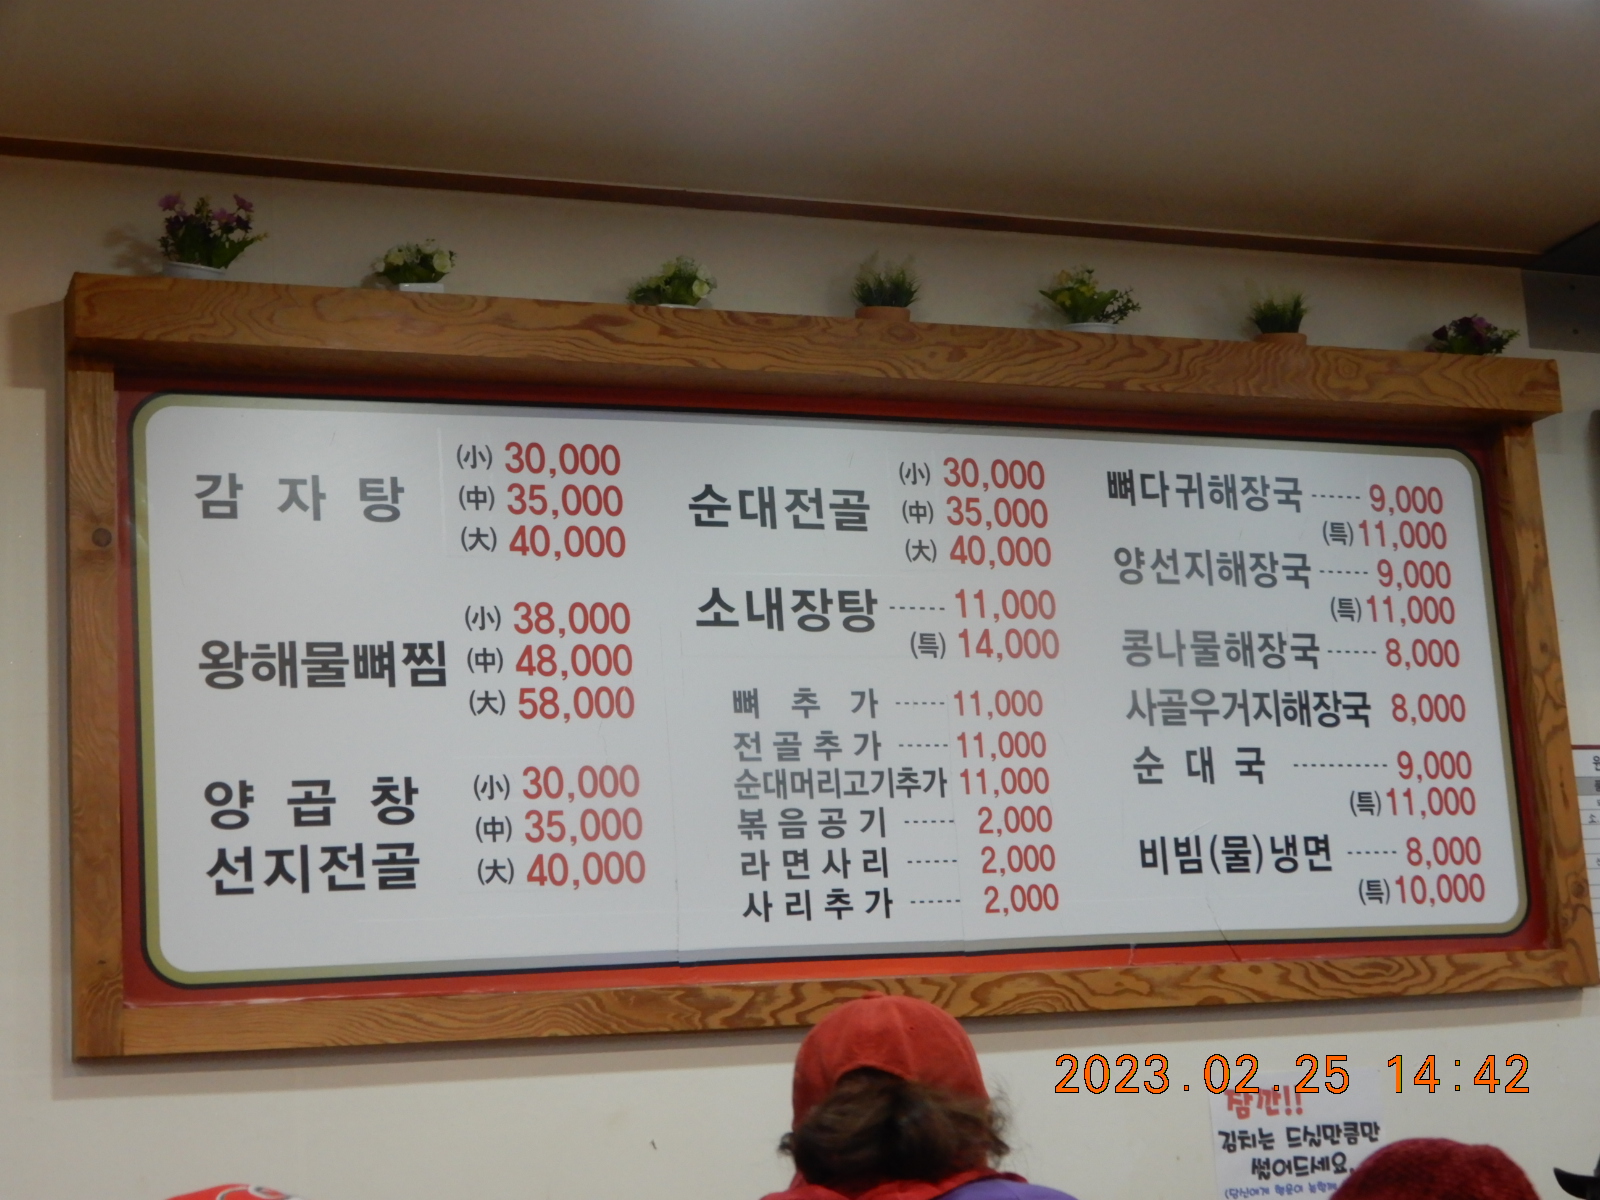 감 자 탕 (小) 30,000
(中) 35,000
(大) 40,000
왕해물뼈찜 (小) 38,000
(中) 48,000
(大) 58,000
양 곱 창
선지전골 (小) 30,000
(中) 35,000
(大) 40,000
순대전골 (小) 30,000
(中) 35,000
(大) 40,000
소내장탕 ------ 11,000
(특) 14,000
뼈 추 가 ------ 11,000
전골추가 ------ 11,000
순대머리고기추가 11,000
볶음공기 ------ 2,000
라면사리 ------ 2,000
사리추가 ------ 2,000
뼈다귀해장국 ------ 9,000
(특) 11,000
양선지해장국 ------ 9,000
(특) 11,000
콩나물해장국 ------ 8,000
사골우거지해장국 8,000
순 대 국 ----------- 9,000
(특) 11,000
비빔(물)냉면 ------ 8,000
(특) 10,000
2023.02.25 14:42
잠깐!!
김치는 드실만큼만
썰어드세요.